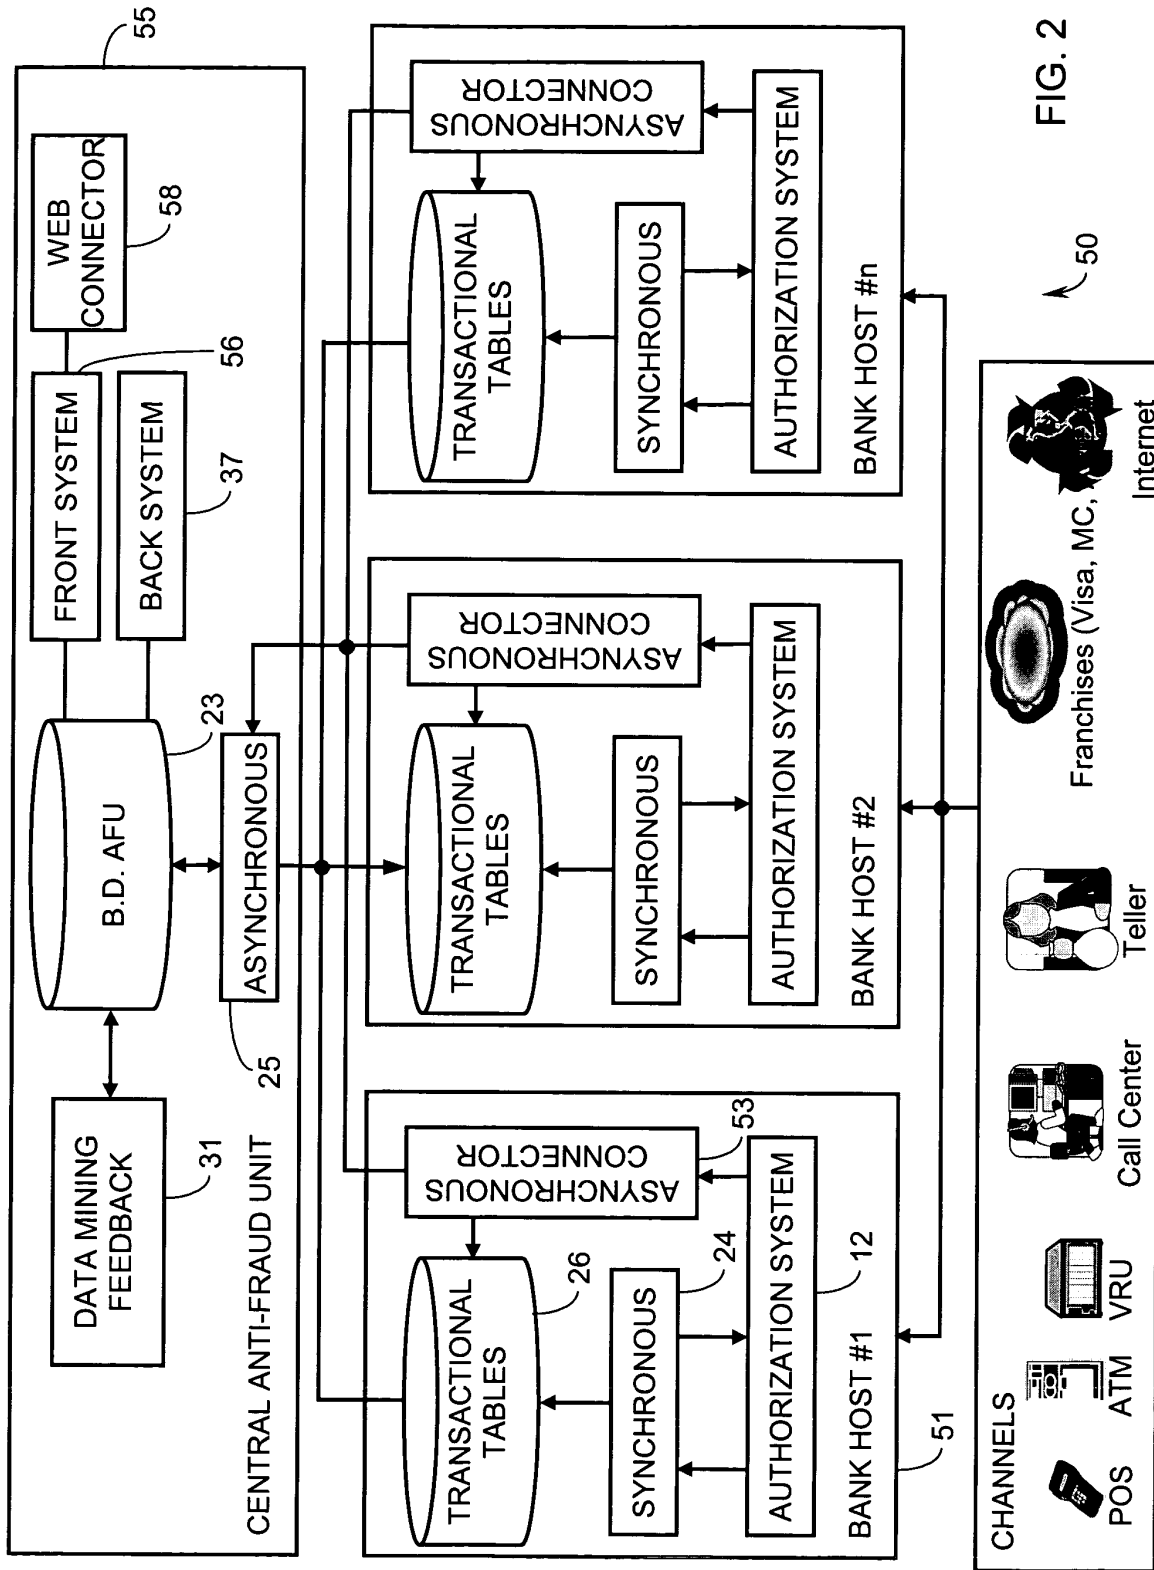 55
WEB
CONNECTOR
58
FRONT SYSTEM
56
BACK SYSTEM
37
B.D. AFU
23
ASYNCHRONOUS
25
DATA MINING
FEEDBACK
31
CENTRAL ANTI-FRAUD UNIT
TRANSACTIONAL
TABLES
26
ASYNCHRONOUS
CONNECTOR
53
SYNCHRONOUS
24
AUTHORIZATION SYSTEM
12
BANK HOST #1
51
TRANSACTIONAL
TABLES
ASYNCHRONOUS
CONNECTOR
SYNCHRONOUS
AUTHORIZATION SYSTEM
BANK HOST #2
TRANSACTIONAL
TABLES
ASYNCHRONOUS
CONNECTOR
SYNCHRONOUS
AUTHORIZATION SYSTEM
BANK HOST #n
CHANNELS
POS
ATM
VRU
Call Center
Teller
Franchises (Visa, MC,
Internet
50
FIG. 2